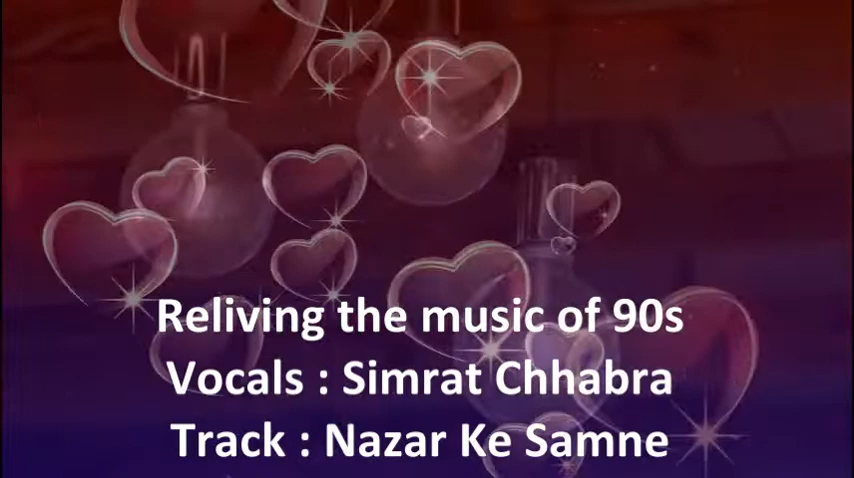 Reliving the music of 90s
Vocals : Simrat Chhabra
Track : Nazar Ke Samne